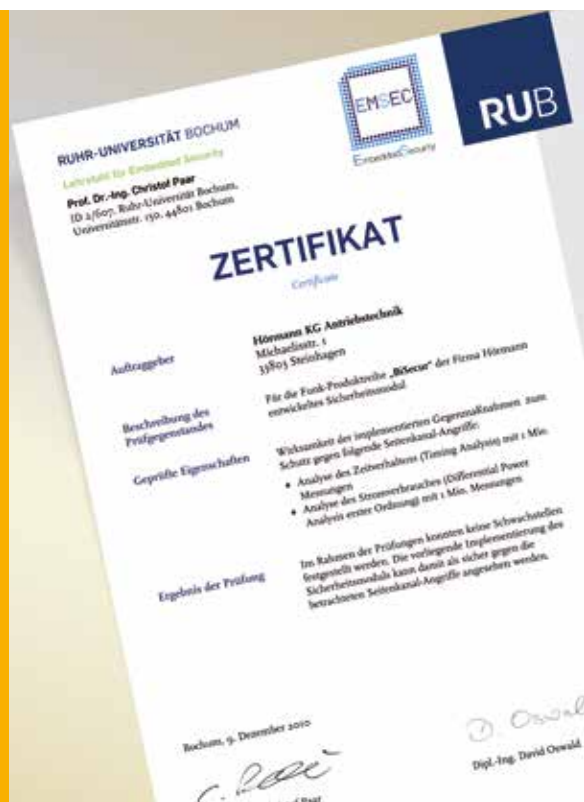 RUHR-UNIVERSITÄT BOCHUM
Lehrstuhl für Embedded Security
Prof. Dr.-Ing. Christof Paar
ID 2/607, Ruhr-Universität Bochum,
Universitätsstr. 150, 44801 Bochum
EMSEC
EmbeddedSecurity
RUB
ZERTIFIKAT
Certificate
Auftraggeber
Hörmann KG Antriebstechnik
Michaelisstr. 1
33803 Steinhagen
Beschreibung des
Prüfgegenstandes
Für die Funk-Produktreihe „BiSecur“ der Firma Hörmann
entwickeltes Sicherheitsmodul
Geprüfte Eigenschaften
Wirksamkeit der implementierten Gegenmaßnahmen zum
Schutz gegen folgende Seitenkanal-Angriffe:
• Analyse des Zeitverhaltens (Timing Analysis) mit 1 Mio.
Messungen
• Analyse des Stromverbrauches (Differential Power
Analysis erster Ordnung) mit 1 Mio. Messungen
Ergebnis der Prüfung
Im Rahmen der Prüfungen konnten keine Schwachstellen
festgestellt werden. Die vorliegende Implementierung des
Sicherheitsmoduls kann damit als sicher gegen die
betrachteten Seitenkanal-Angriffe angesehen werden.
Bochum, 9. Dezember 2010
D. Oswald
Dipl.-Ing. David Oswald
Paar